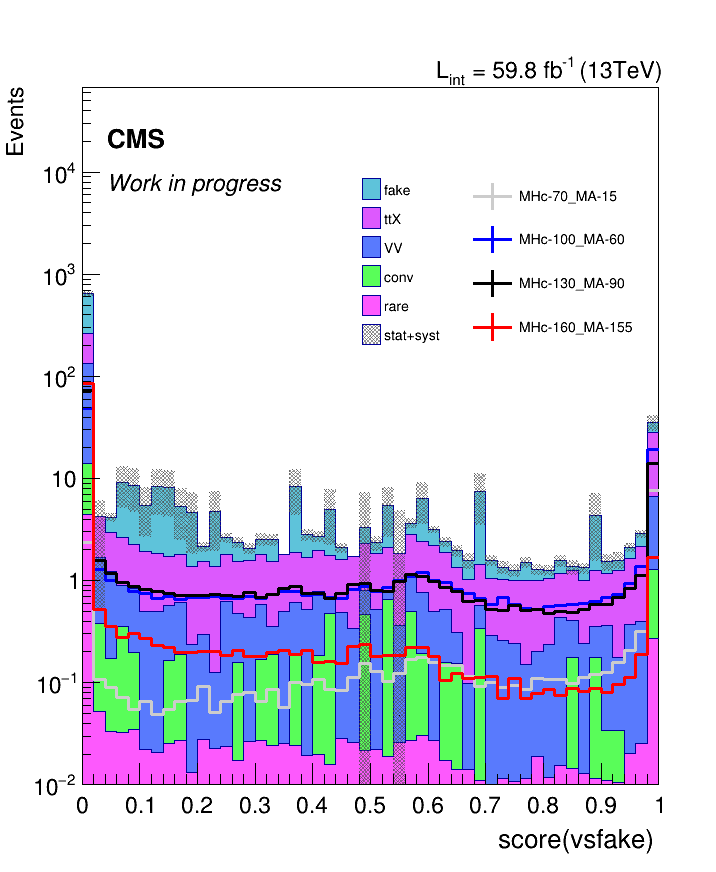 L_int = 59.8 fb^-1 (13TeV)
Events
CMS
Work in progress
fake
ttX
VV
conv
rare
stat+syst
MHc-70_MA-15
MHc-100_MA-60
MHc-130_MA-90
MHc-160_MA-155
10^4
10^3
10^2
10
1
10^−1
10^−2
0 0.1 0.2 0.3 0.4 0.5 0.6 0.7 0.8 0.9 1
score(vsfake)